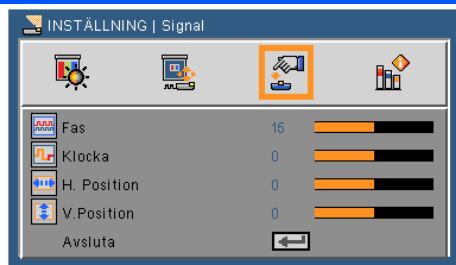 INSTÄLLNING | Signal
Fas 15
Klocka 0
H. Position 0
V.Position 0
Avsluta